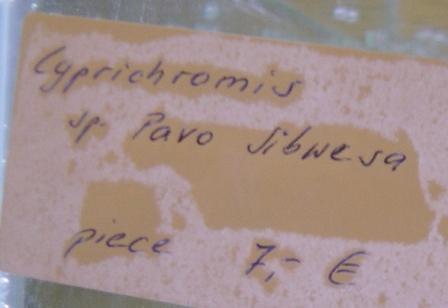 Cyprichromis
sp. Pavo Sibwesa
piece 7,- €